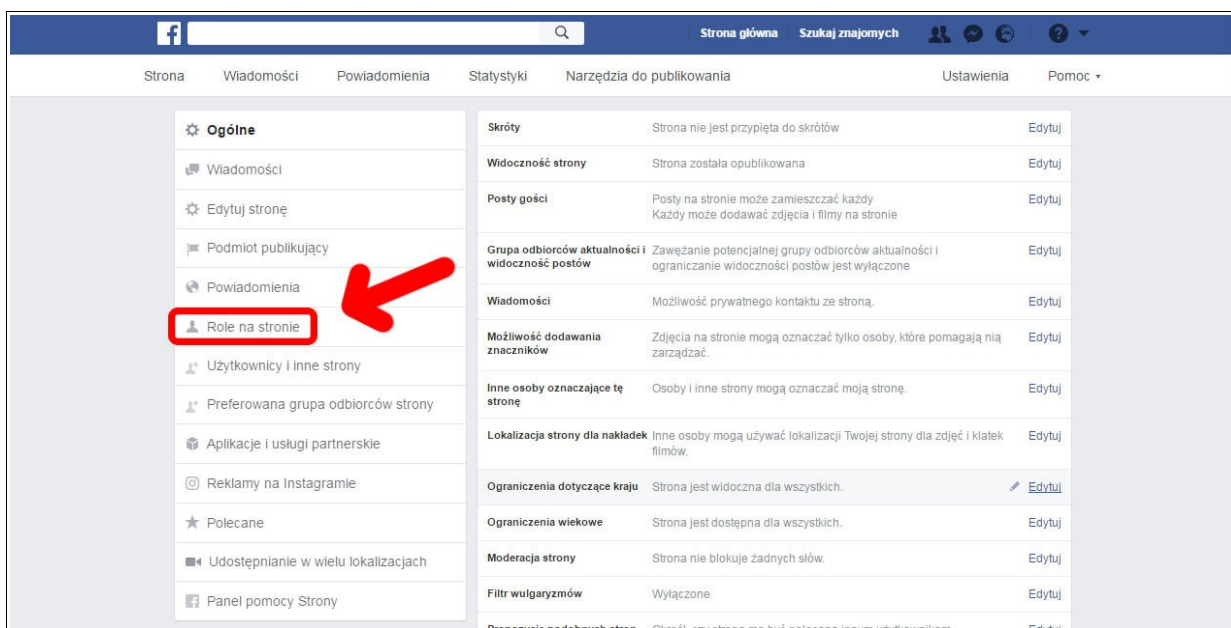 Strona główna Szukaj znajomych
Strona Wiadomości Powiadomienia Statystyki Narzędzia do publikowania Ustawienia Pomoc
Ogólne
Wiadomości
Edytuj stronę
Podmiot publikujący
Powiadomienia
Role na stronie
Użytkownicy i inne strony
Preferowana grupa odbiorców strony
Aplikacje i usługi partnerskie
Reklamy na Instagramie
Polecane
Udostępnianie w wielu lokalizacjach
Panel pomocy Strony
Skróty Strona nie jest przypięta do skrótów Edytuj
Widoczność strony Strona została opublikowana Edytuj
Posty gości Posty na stronie może zamieszczać każdy Edytuj
Każdy może dodawać zdjęcia i filmy na stronie
Grupa odbiorców aktualności i Zawężanie potencjalnej grupy odbiorców aktualności i Edytuj
widoczność postów ograniczanie widoczności postów jest wyłączone
Wiadomości Możliwość prywatnego kontaktu ze stroną. Edytuj
Możliwość dodawania Zdjęcia na stronie mogą oznaczać tylko osoby, które pomagają nią Edytuj
znaczników zarządzać.
Inne osoby oznaczające tę Osoby i inne strony mogą oznaczać moją stronę. Edytuj
stronę
Lokalizacja strony dla nakładek Inne osoby mogą używać lokalizacji Twojej strony dla zdjęć i klatek Edytuj
filmów.
Ograniczenia dotyczące kraju Strona jest widoczna dla wszystkich. Edytuj
Ograniczenia wiekowe Strona jest dostępna dla wszystkich. Edytuj
Moderacja strony Strona nie blokuje żadnych słów. Edytuj
Filtr wulgaryzmów Wyłączone Edytuj